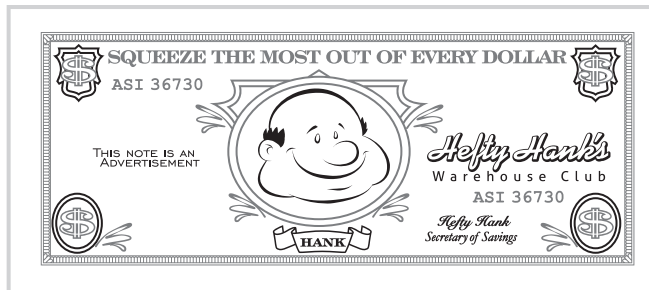 SQUEEZE THE MOST OUT OF EVERY DOLLAR
ASI 36730
THIS NOTE IS AN
ADVERTISEMENT
Hefty Hank's
Warehouse Club
ASI 36730
Hefty Hank
Secretary of Savings
HANK